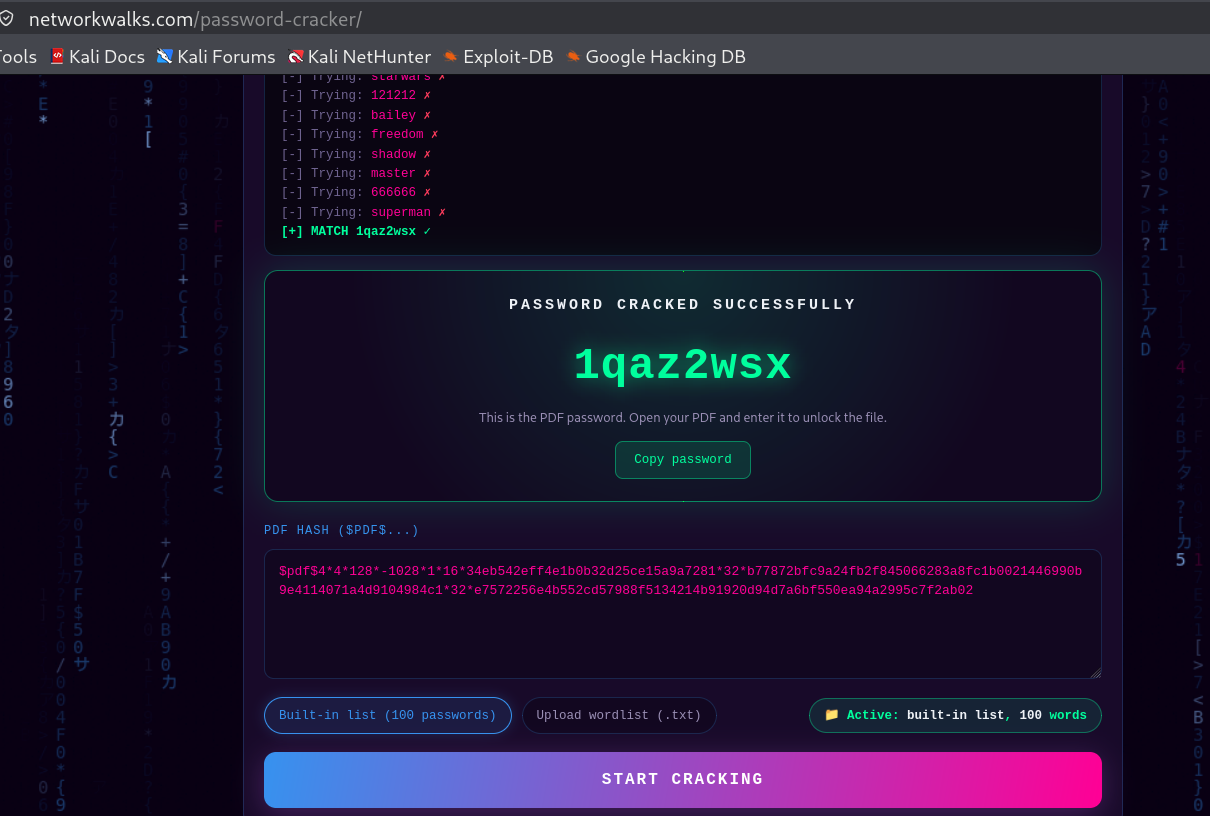 networkwalks.com/password-cracker/
Tools Kali Docs Kali Forums Kali NetHunter Exploit-DB Google Hacking DB
[-] Trying: starwars ✗
[-] Trying: 121212 ✗
[-] Trying: bailey ✗
[-] Trying: freedom ✗
[-] Trying: shadow ✗
[-] Trying: master ✗
[-] Trying: 666666 ✗
[-] Trying: superman ✗
[+] MATCH 1qaz2wsx ✓
PASSWORD CRACKED SUCCESSFULLY
1qaz2wsx
This is the PDF password. Open your PDF and enter it to unlock the file.
Copy password
PDF HASH ($PDF$...)
$pdf$4*4*128*-1028*1*16*34eb542eff4e1b0b32d25ce15a9a7281*32*b77872bfc9a24fb2f845066283a8fc1b0021446990b
9e4114071a4d9104984c1*32*e7572256e4b552cd57988f5134214b91920d94d7a6bf550ea94a2995c7f2ab02
Built-in list (100 passwords) Upload wordlist (.txt) 📁 Active: built-in list, 100 words
START CRACKING